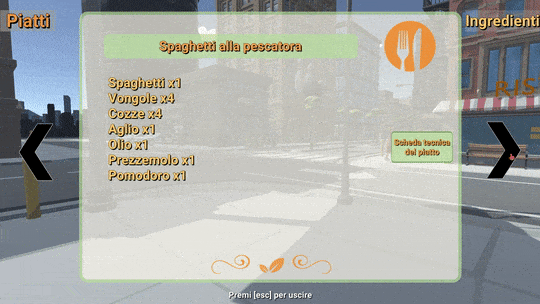 Piatti
Ingredienti
Spaghetti alla pescatora
Spaghetti x1
Vongole x4
Cozze x4
Aglio x1
Olio x1
Prezzemolo x1
Pomodoro x1
Scheda tecnica
del piatto
RIS
Premi [esc] per uscire